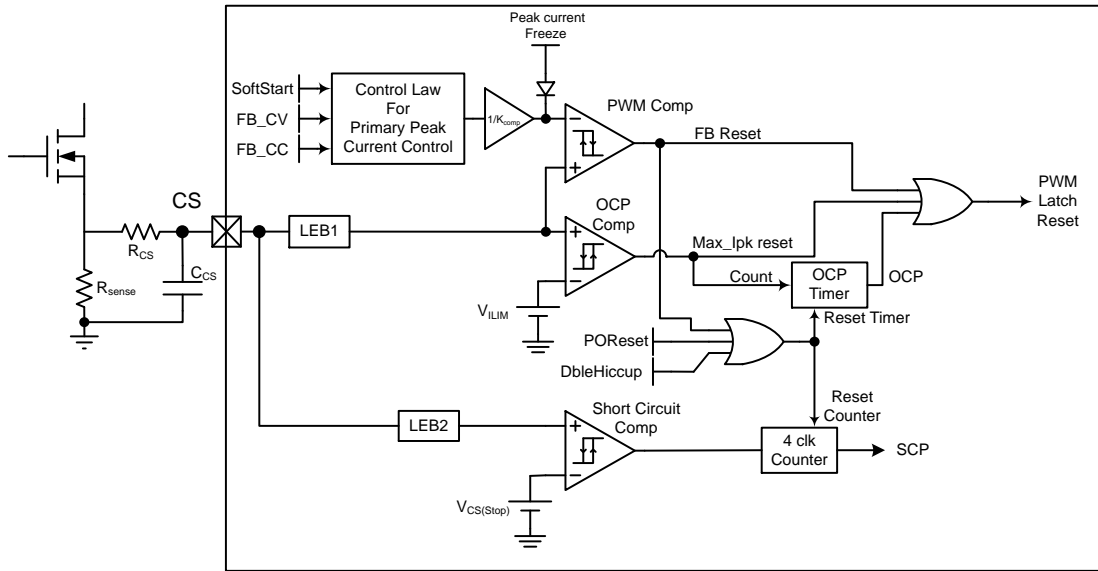 Peak current
Freeze
SoftStart
FB_CV
FB_CC
Control Law
For
Primary Peak
Current Control
1/Kcomp
PWM Comp
FB Reset
PWM
Latch
Reset
CS
LEB1
OCP
Comp
Max_Ipk reset
RCS
CCS
Rsense
Count
OCP
Timer
OCP
VILIM
Reset Timer
POReset
DbleHiccup
Reset
Counter
LEB2
Short Circuit
Comp
4 clk
Counter
SCP
VCS(Stop)